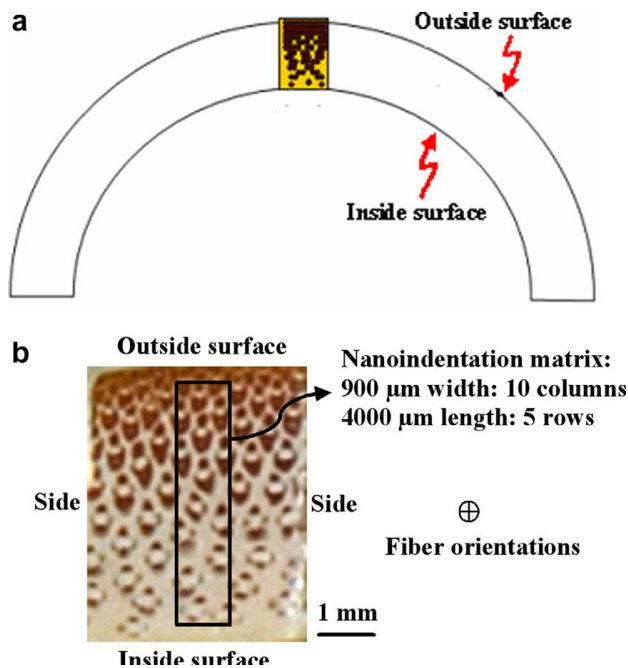 a
Outside surface
Inside surface
b
Outside surface
Nanoindentation matrix:
900 μm width: 10 columns
4000 μm length: 5 rows
Side
Side
Fiber orientations
1 mm
Inside surface